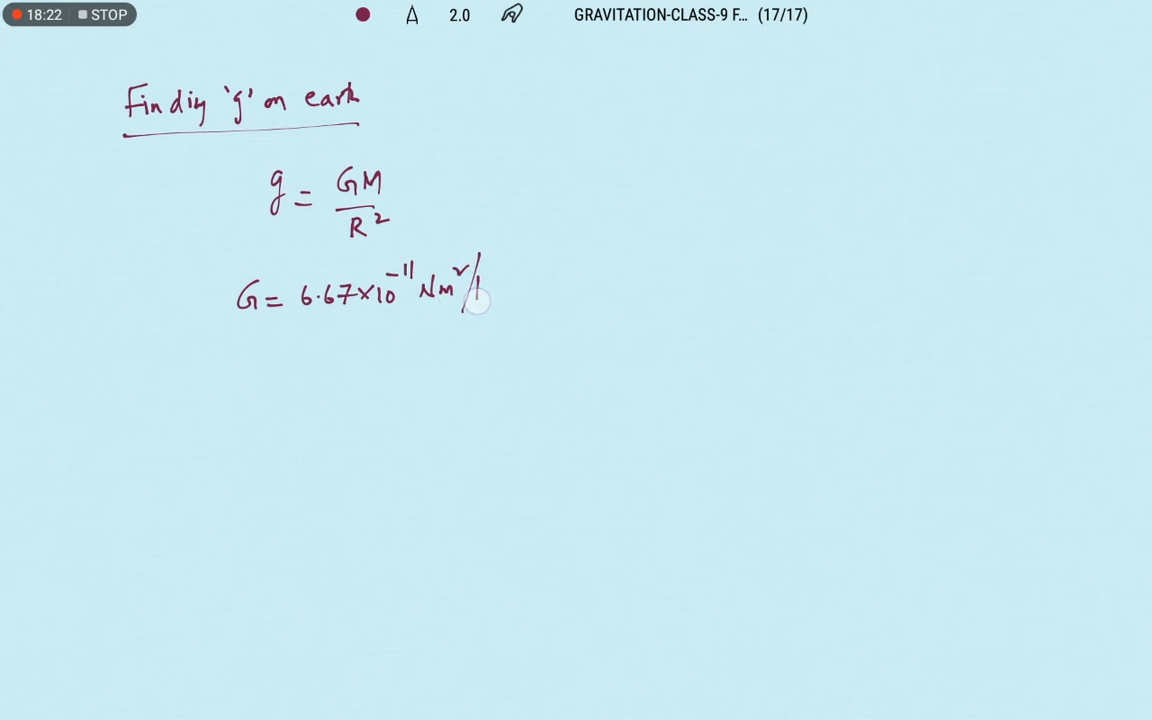 18:22 STOP
2.0
GRAVITATION-CLASS-9 F... (17/17)
Finding 'g' on earth
g = GM/R²
G = 6.67×10⁻¹¹ Nm²/